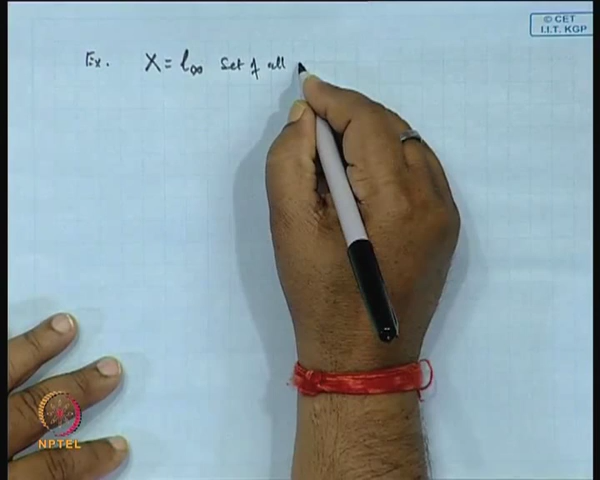 © CET
I.I.T. KGP
Ex. X = l∞ Set of all
NPTEL